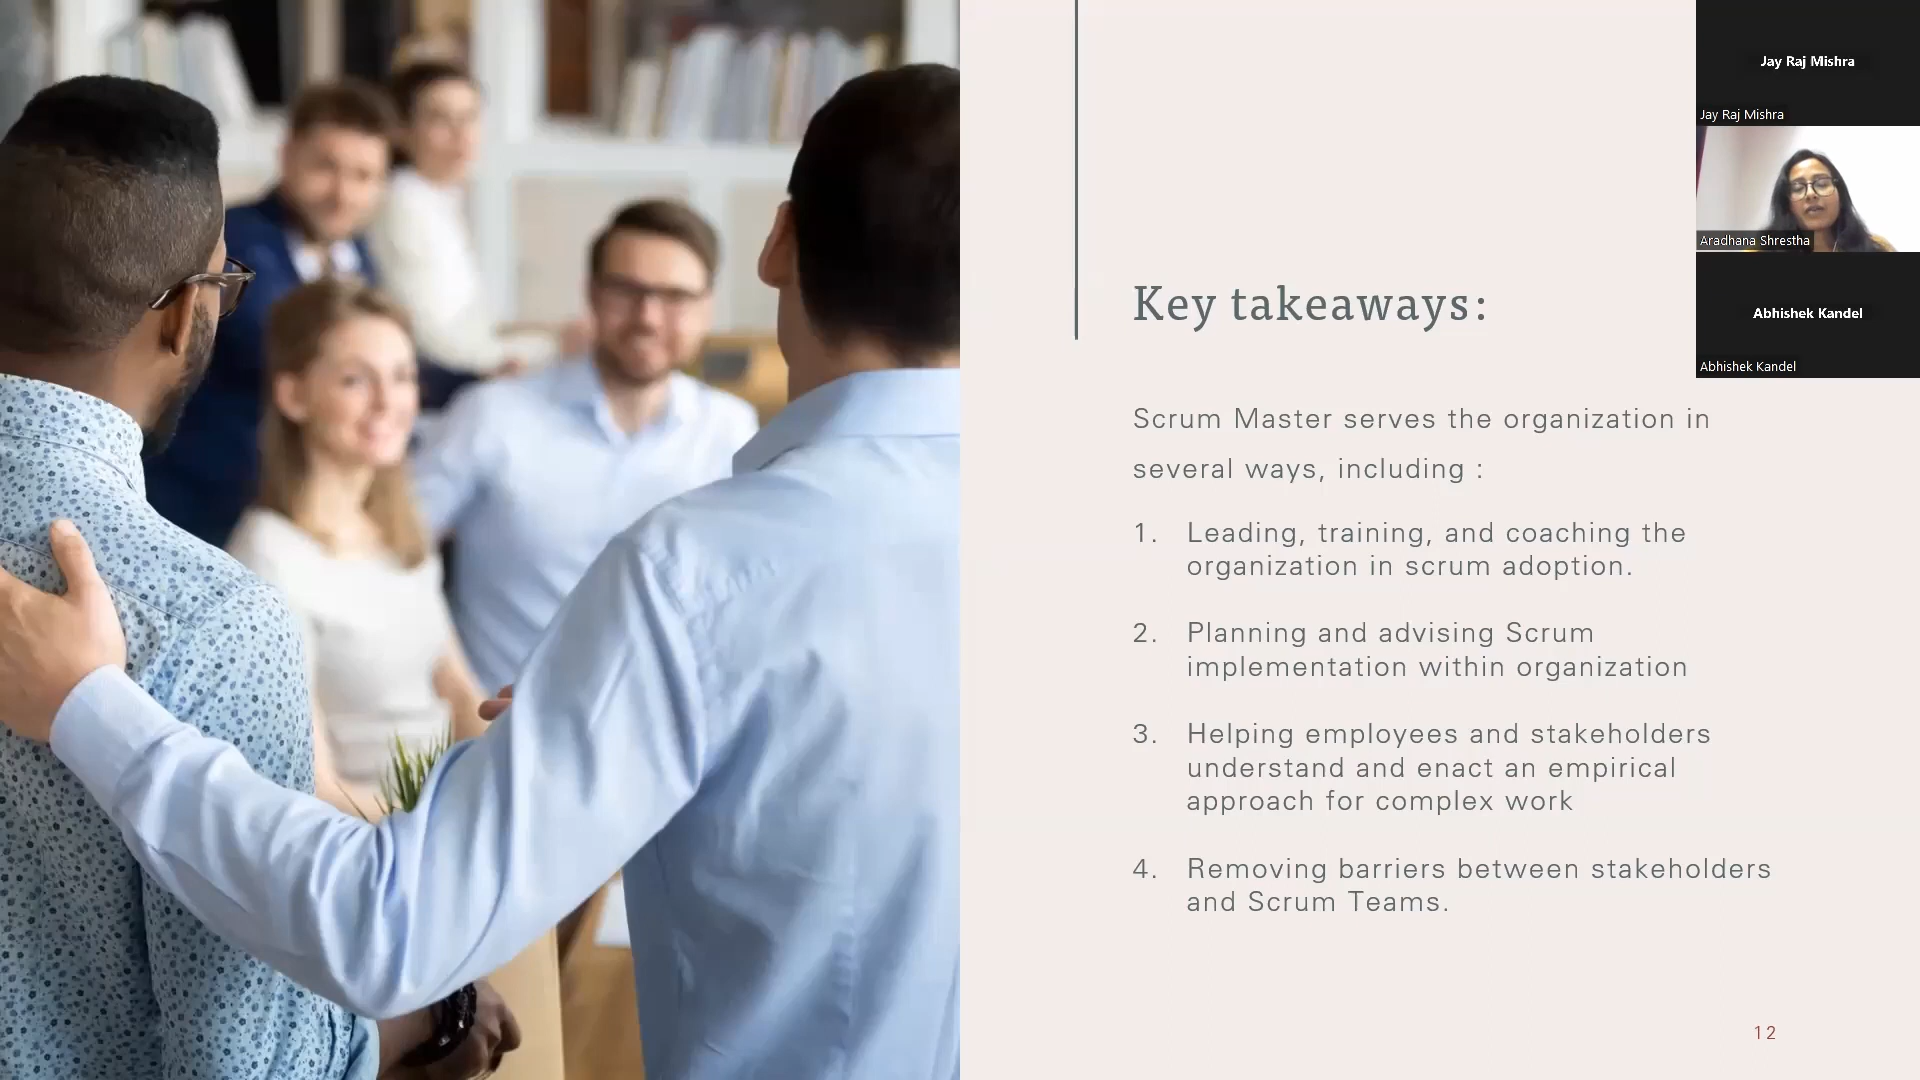 Jay Raj Mishra
Jay Raj Mishra
Aradhana Shrestha
Abhishek Kandel
Abhishek Kandel
Key takeaways:
Scrum Master serves the organization in
several ways, including :
1. Leading, training, and coaching the
organization in scrum adoption.
2. Planning and advising Scrum
implementation within organization
3. Helping employees and stakeholders
understand and enact an empirical
approach for complex work
4. Removing barriers between stakeholders
and Scrum Teams.
12